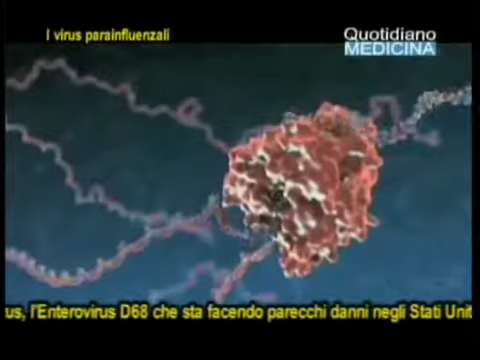 I virus parainfluenzali
Quotidiano
MEDICINA
us, l'Enterovirus D68 che sta facendo parecchi danni negli Stati Unit